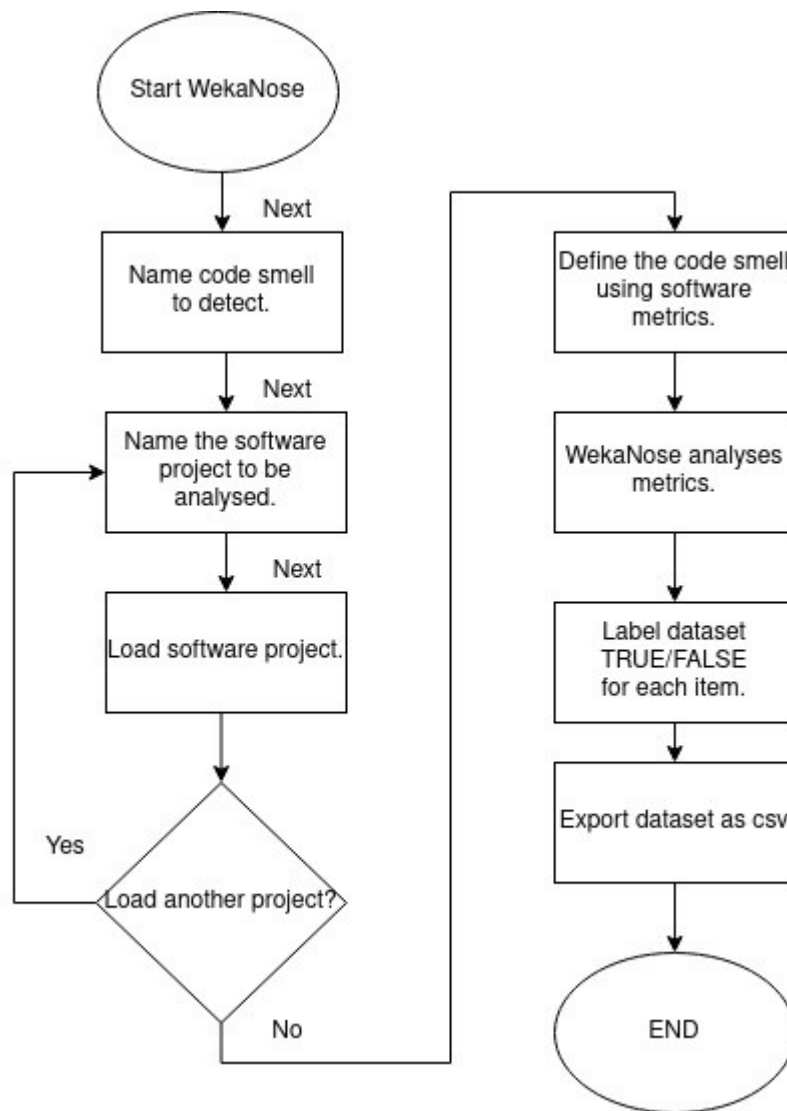 Start WekaNose
Next
Name code smell
to detect.
Next
Name the software
project to be
analysed.
Next
Load software project.
Yes
Load another project?
No
Define the code smell
using software
metrics.
WekaNose analyses
metrics.
Label dataset
TRUE/FALSE
for each item.
Export dataset as csv
END